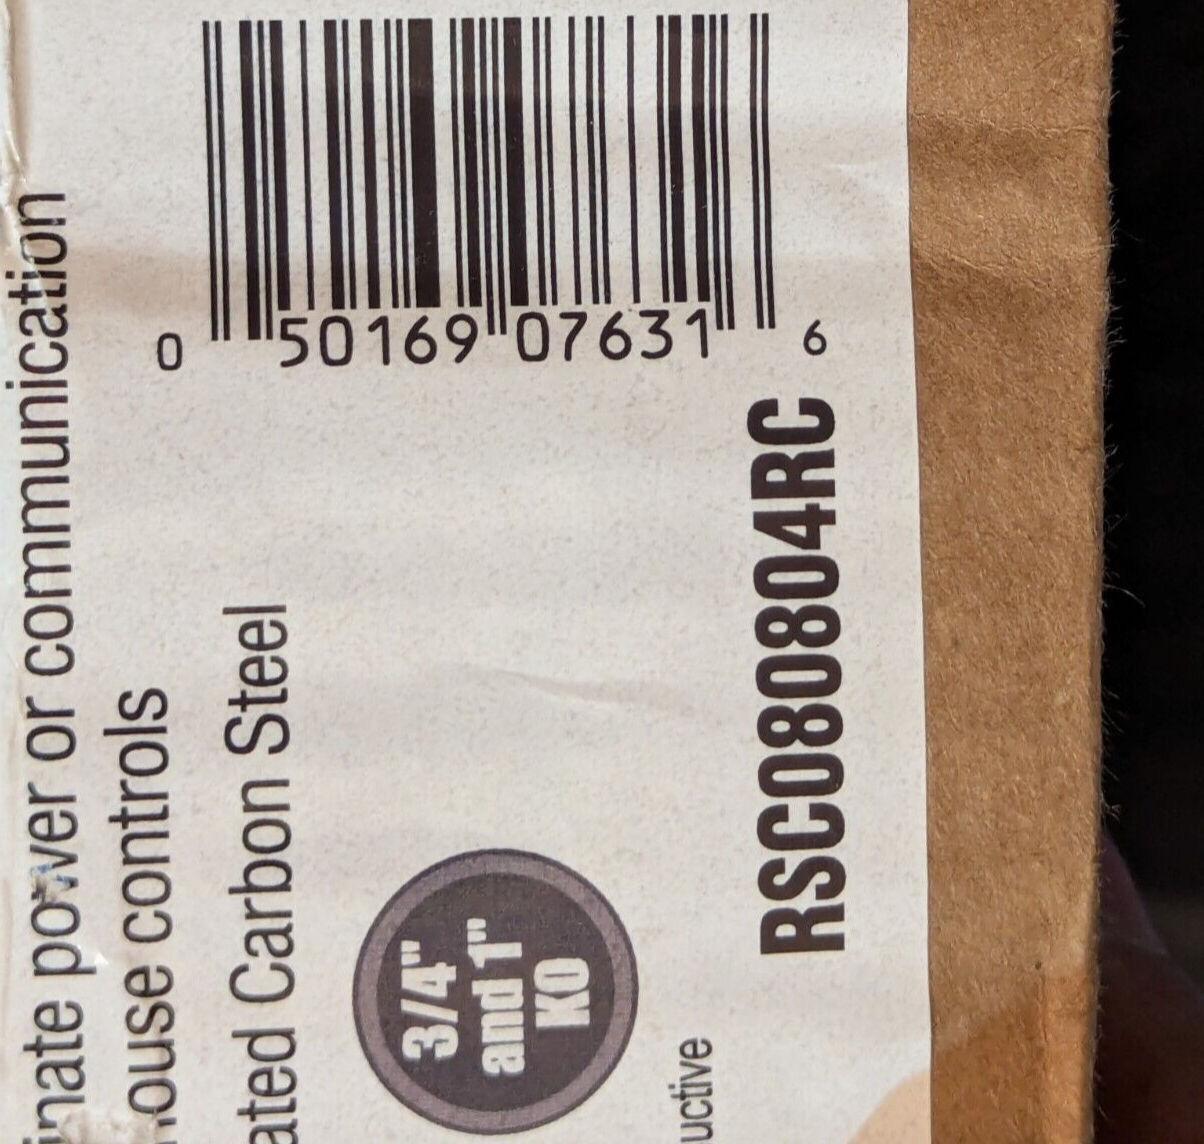 inate power or communication
ouse controls
ated Carbon Steel
3/4"
and 1"
KO
uctive
RSC080804RC
0 50169 07631 6